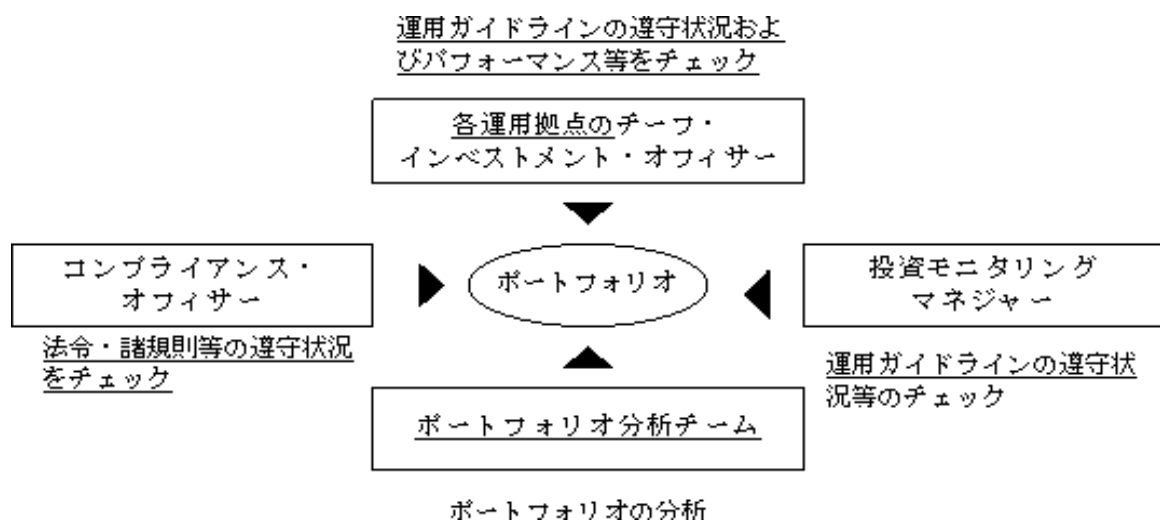 運用ガイドラインの遵守状況およ
びパフォーマンス等をチェック
各運用拠点のチーフ・
インベストメント・オフィサー
コンプライアンス・
オフィサー
ポートフォリオ
投資モニタリング
マネジャー
法令・諸規則等の遵守状況
をチェック
運用ガイドラインの遵守状
況等のチェック
ポートフォリオ分析チーム
ポートフォリオの分析